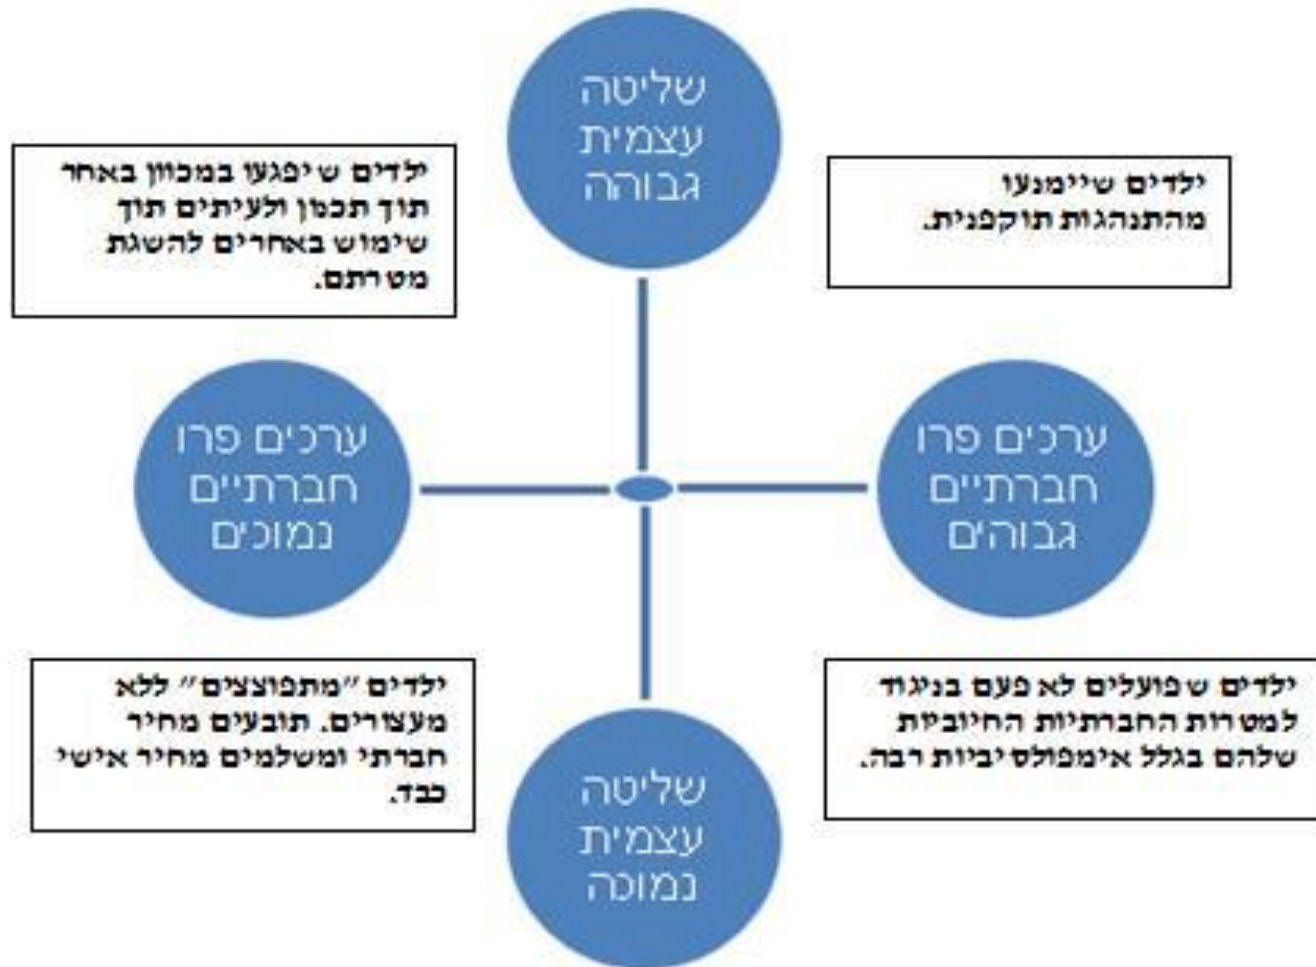 שליטה
עצמית
גבוהה
ילדים שיימנעו
מהתנהגות תוקפנית.
ילדים שיפגעו במכוון באחר
תוך תכנון ולעיתים תוך
שימוש באחרים להשגת
מטרתם.
ערכים פרו
חברתיים
גבוהים
ערכים פרו
חברתיים
נמוכים
ילדים שפועלים לא פעם בניגוד
למטרות החברתיות החיוביות
שלהם בגלל אימפולסיביות רבה.
ילדים "מתפוצצים" ללא
מעצורים. תובעים מחיר
חברתי ומשלמים מחיר אישי
כבד.
שליטה
עצמית
נמוכה